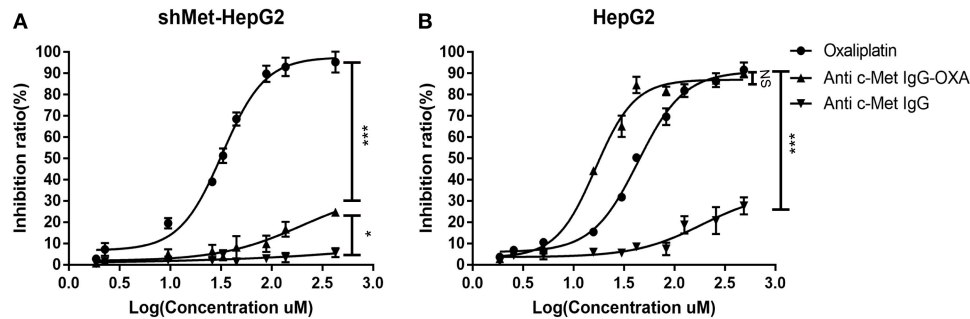 A
shMet-HepG2
Inhibition ratio(%)
100
90
80
70
60
50
40
30
20
10
0
0.0 0.5 1.0 1.5 2.0 2.5 3.0
Log(Concentration uM)
***
*
B
HepG2
Inhibition ratio(%)
100
90
80
70
60
50
40
30
20
10
0
0.0 0.5 1.0 1.5 2.0 2.5 3.0
Log(Concentration uM)
NS
***
Oxaliplatin
Anti c-Met IgG-OXA
Anti c-Met IgG